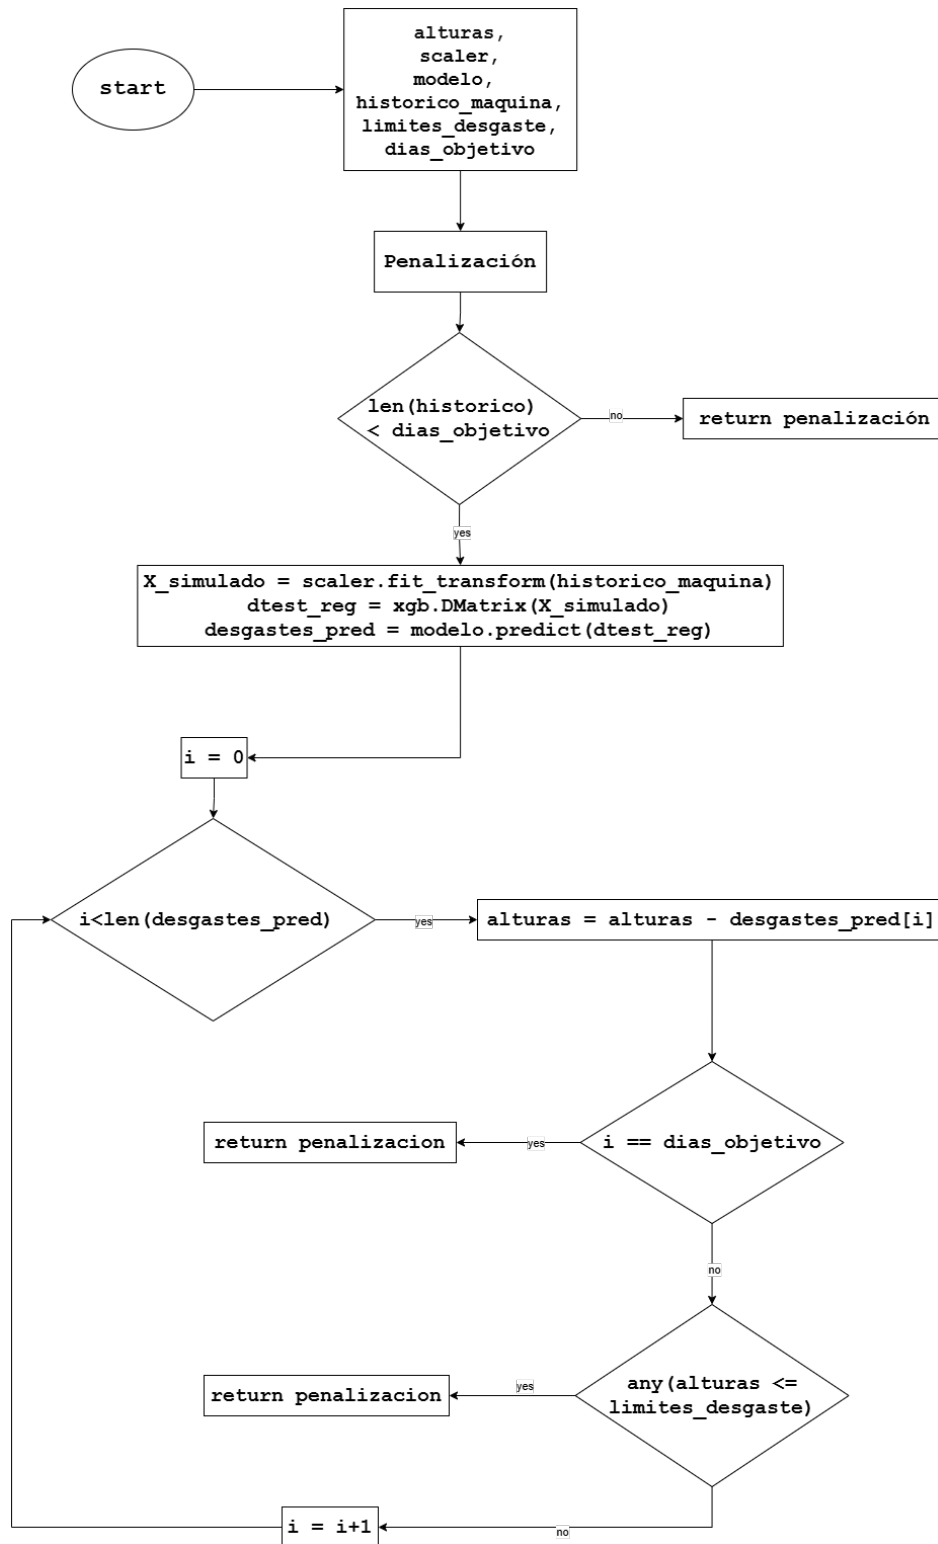 start
alturas,
scaler,
modelo,
historico_maquina,
limites_desgaste,
dias_objetivo
Penalización
len(historico)
< dias_objetivo
no
return penalización
yes
X_simulado = scaler.fit_transform(historico_maquina)
dtest_reg = xgb.DMatrix(X_simulado)
desgastes_pred = modelo.predict(dtest_reg)
i = 0
i<len(desgastes_pred)
yes
alturas = alturas - desgastes_pred[i]
return penalizacion
yes
i == dias_objetivo
no
return penalizacion
yes
any(alturas <=
limites_desgaste)
i = i+1
no